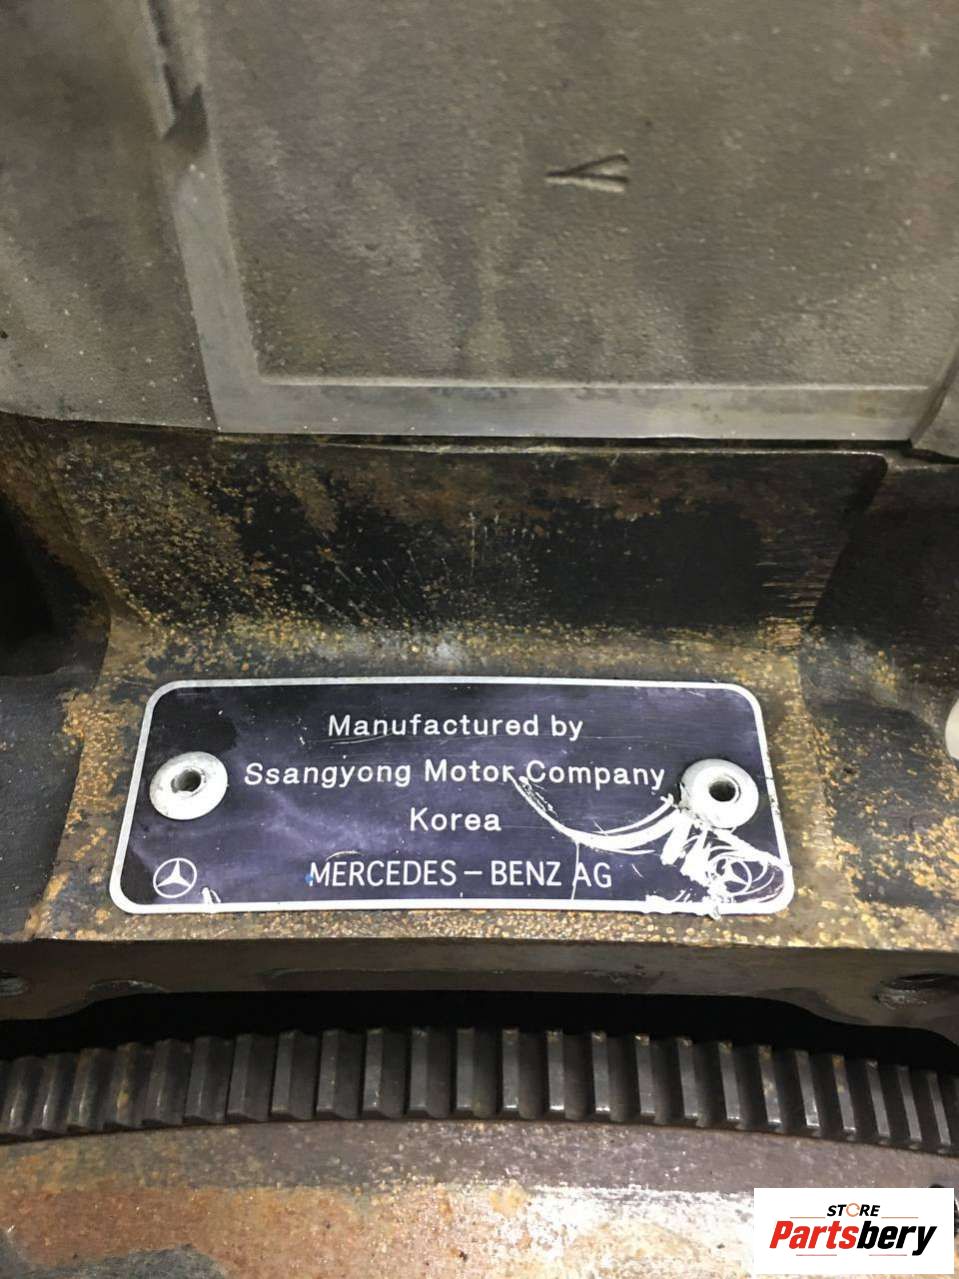 Manufactured by
Ssangyong Motor Company
Korea
MERCEDES – BENZ AG
STORE
Partsbery